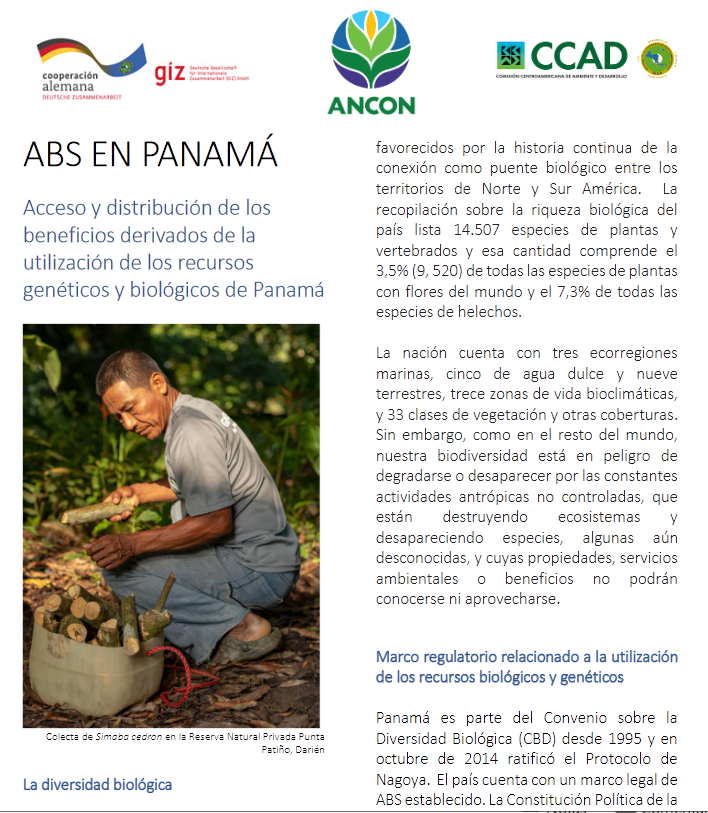 cooperación
alemana
DEUTSCHE ZUSAMMENARBEIT
giz
Deutsche Gesellschaft
für Internationale
Zusammenarbeit (GIZ) GmbH
ANCON
CCAD
COMISIÓN CENTROAMERICANA DE AMBIENTE Y DESARROLLO
ABS EN PANAMÁ
Acceso y distribución de los
beneficios derivados de la
utilización de los recursos
genéticos y biológicos de Panamá
Colecta de Simaba cedron en la Reserva Natural Privada Punta
Patiño, Darién
La diversidad biológica
favorecidos por la historia continua de la
conexión como puente biológico entre los
territorios de Norte y Sur América. La
recopilación sobre la riqueza biológica del
país lista 14.507 especies de plantas y
vertebrados y esa cantidad comprende el
3,5% (9, 520) de todas las especies de plantas
con flores del mundo y el 7,3% de todas las
especies de helechos.
La nación cuenta con tres ecorregiones
marinas, cinco de agua dulce y nueve
terrestres, trece zonas de vida bioclimáticas,
y 33 clases de vegetación y otras coberturas.
Sin embargo, como en el resto del mundo,
nuestra biodiversidad está en peligro de
degradarse o desaparecer por las constantes
actividades antrópicas no controladas, que
están destruyendo ecosistemas y
desapareciendo especies, algunas aún
desconocidas, y cuyas propiedades, servicios
ambientales o beneficios no podrán
conocerse ni aprovecharse.
Marco regulatorio relacionado a la utilización
de los recursos biológicos y genéticos
Panamá es parte del Convenio sobre la
Diversidad Biológica (CBD) desde 1995 y en
octubre de 2014 ratificó el Protocolo de
Nagoya. El país cuenta con un marco legal de
ABS establecido. La Constitución Política de la